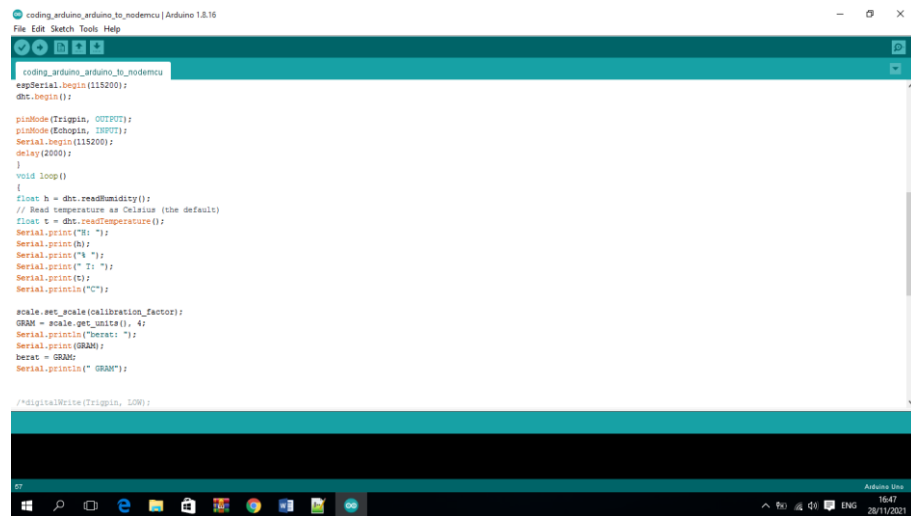 coding_arduino_arduino_to_nodemcu | Arduino 1.8.16
File Edit Sketch Tools Help
coding_arduino_arduino_to_nodemcu
espSerial.begin(115200);
dht.begin();
pinMode(Trigpin, OUTPUT);
pinMode(Echopin, INPUT);
Serial.begin(115200);
delay(2000);
}
void loop()
{
float h = dht.readHumidity();
// Read temperature as Celsius (the default)
float t = dht.readTemperature();
Serial.print("H: ");
Serial.print(h);
Serial.print("% ");
Serial.print(" T: ");
Serial.print(t);
Serial.println("C");
scale.set_scale(calibration_factor);
GRAM = scale.get_units(), 4;
Serial.println("berat: ");
Serial.print(GRAM);
berat = GRAM;
Serial.println(" GRAM");
/*digitalWrite(Trigpin, LOW);
57
Arduino Uno
ENG
16:47
28/11/2021